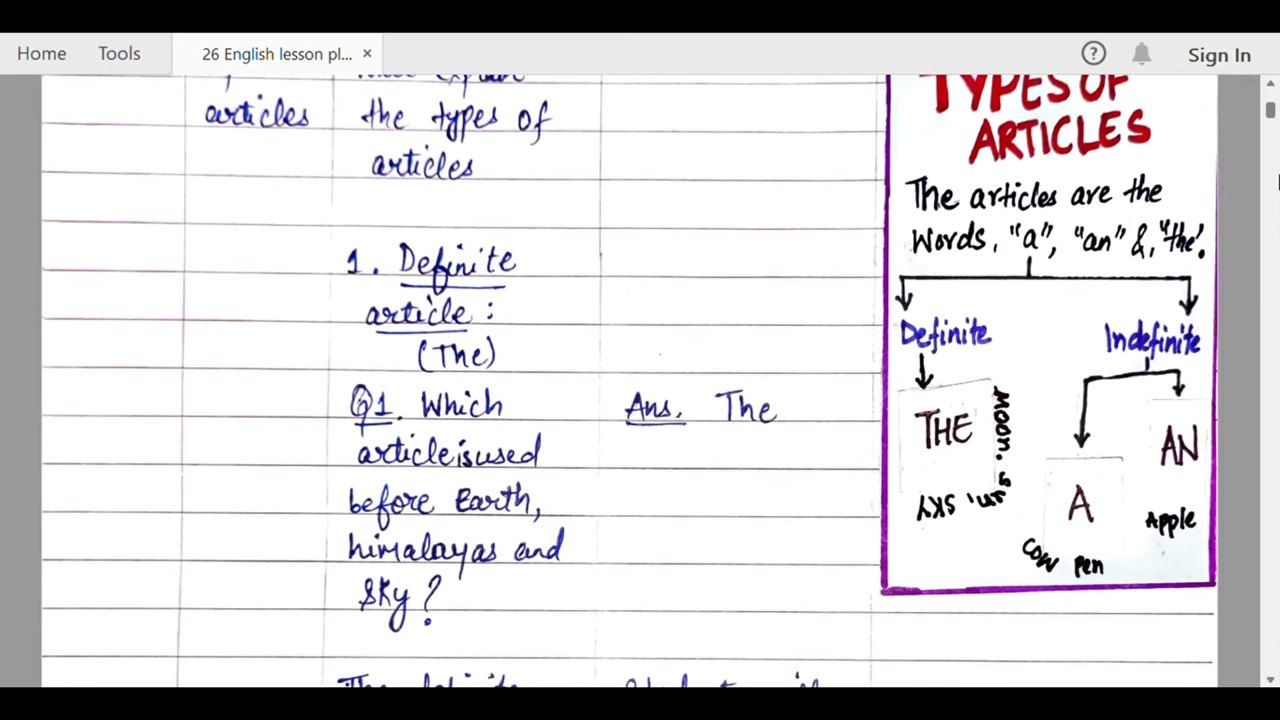 Home
Tools
26 English lesson pl...
Sign In
articles
the types of
articles
1. Definite
article :
(The)
Q1. Which
article is used
before Earth,
himalayas and
Sky?
Ans. The
TYPES OF
ARTICLES
The articles are the
words, "a", "an" &, "the".
Definite
Indefinite
THE
Moon. Sun, SKY
A
Cow pen
AN
Apple